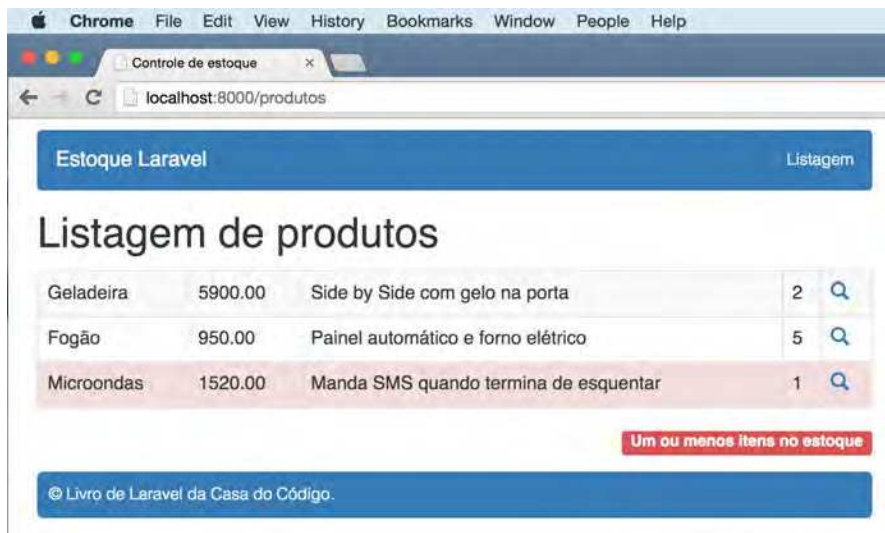 Chrome File Edit View History Bookmarks Window People Help
Controle de estoque ×
localhost:8000/produtos
Estoque Laravel Listagem
Listagem de produtos
Geladeira 5900.00 Side by Side com gelo na porta 2
Fogão 950.00 Painel automático e forno elétrico 5
Microondas 1520.00 Manda SMS quando termina de esquentar 1
Um ou menos itens no estoque
© Livro de Laravel da Casa do Código.